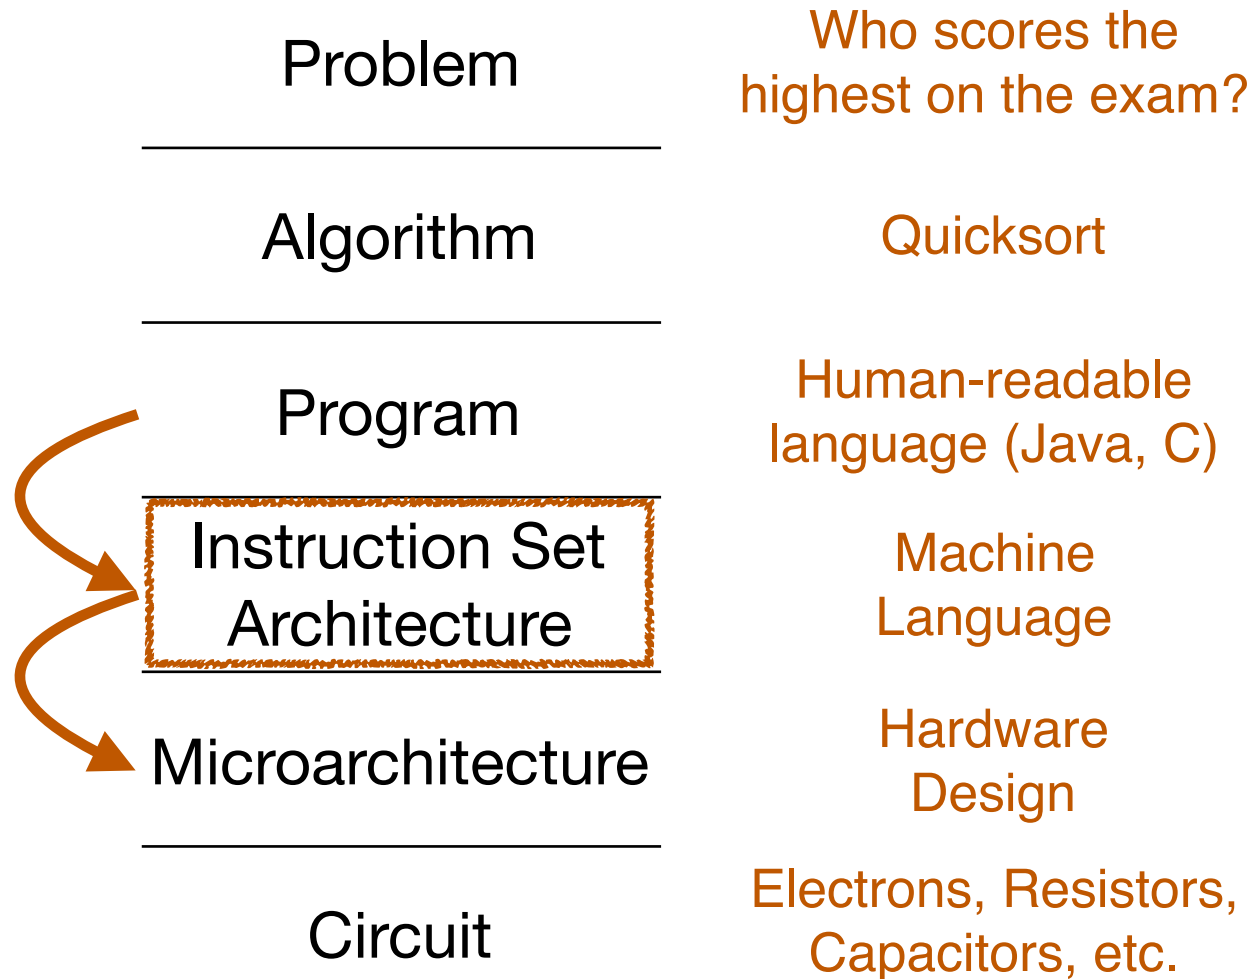 Problem
Who scores the
highest on the exam?
Algorithm
Quicksort
Program
Human-readable
language (Java, C)
Instruction Set
Architecture
Machine
Language
Microarchitecture
Hardware
Design
Circuit
Electrons, Resistors,
Capacitors, etc.